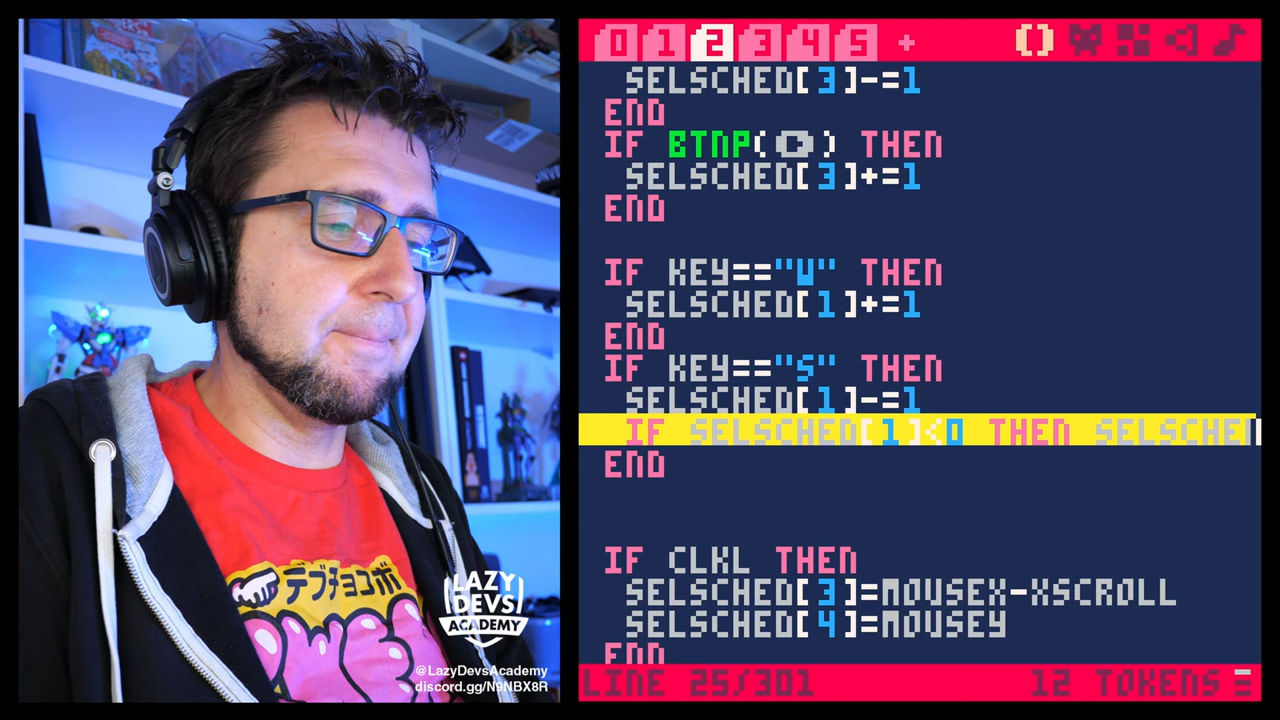 デブチョコボ
LAZY
DEVS
ACADEMY
@LazyDevsAcademy
discord.gg/N9NBX8R
0 1 2 3 4 5 +
SELSCHED[3]-=1
END
IF BTNP( ) THEN
SELSCHED[3]+=1
END
IF KEY=="W" THEN
SELSCHED[1]+=1
END
IF KEY=="S" THEN
SELSCHED[1]-=1
IF SELSCHED[1]<0 THEN SELSCHEN
END
IF CLKL THEN
SELSCHED[3]=MOUSEX-XSCROLL
SELSCHED[4]=MOUSEY
END
LINE 25/301
12 TOKENS